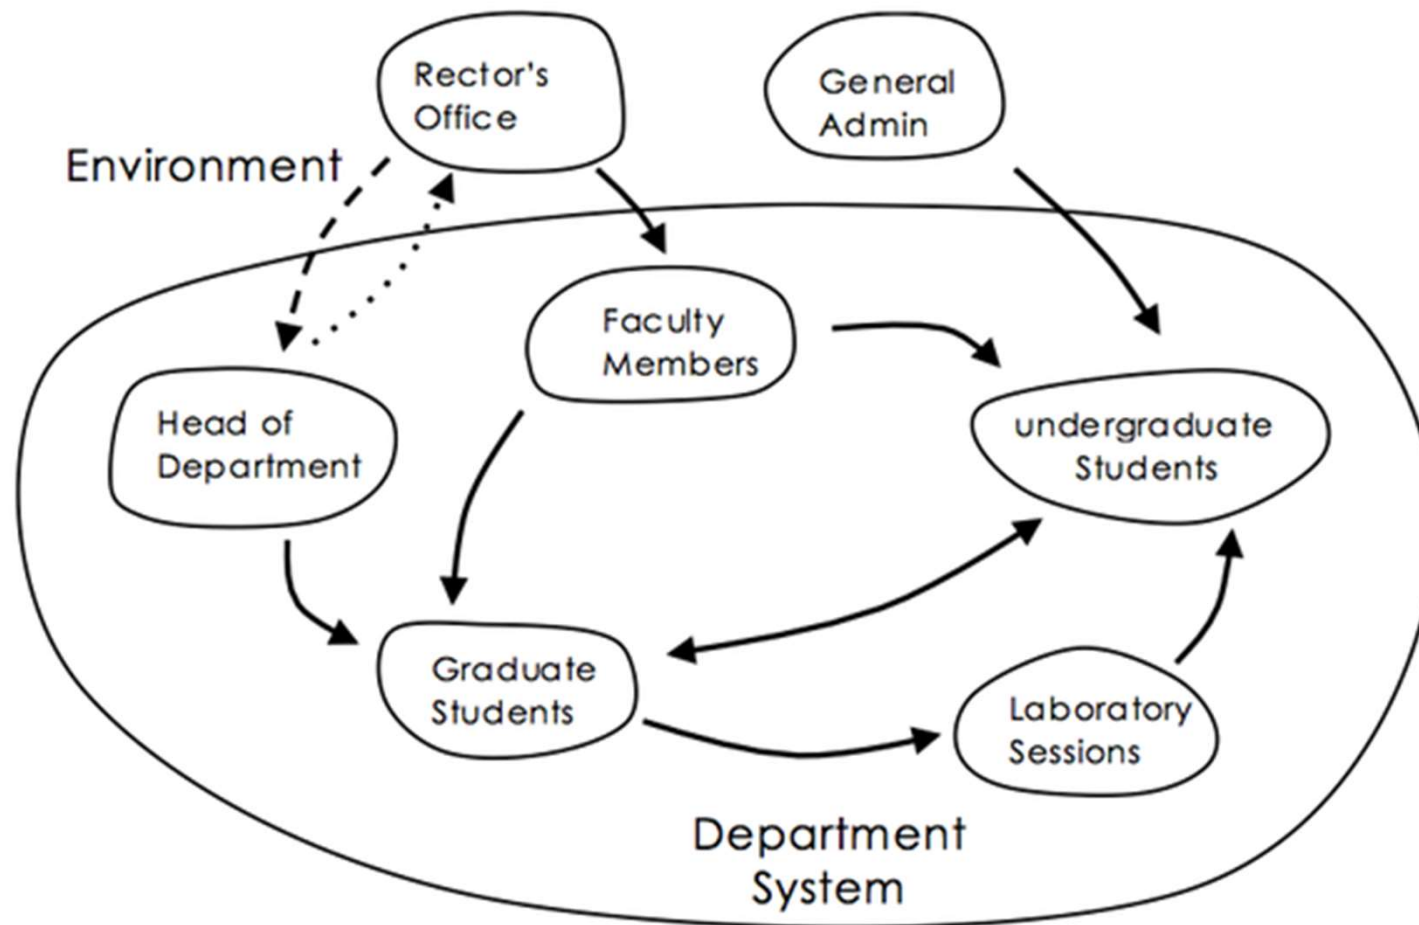 Rector's
Office
General
Admin
Environment
Faculty
Members
Head of
Department
undergraduate
Students
Graduate
Students
Laboratory
Sessions
Department
System